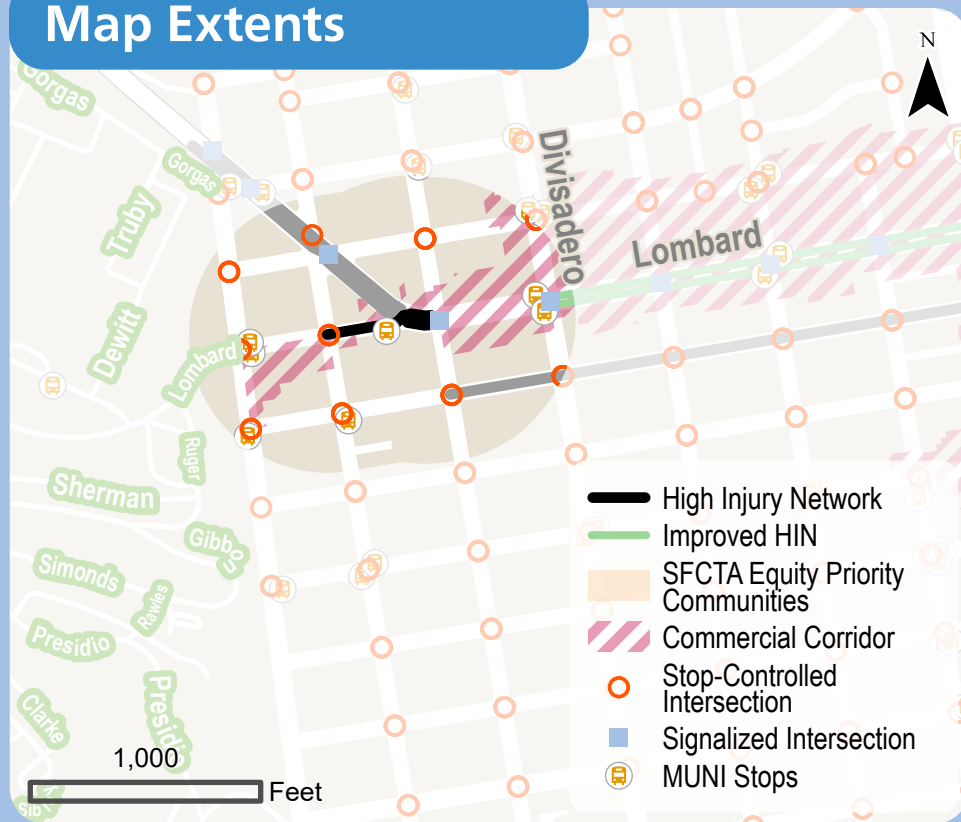 Map Extents
N
Gorgas
Gorgas
Truby
Divisadero
Lombard
Dewitt
Lombard
Ruger
Sherman
Gibbon
Simonds
Rawles
Presidio
Presidi
Clarke
High Injury Network
Improved HIN
SFCTA Equity Priority
Communities
Commercial Corridor
Stop-Controlled
Intersection
Signalized Intersection
MUNI Stops
1,000
Feet